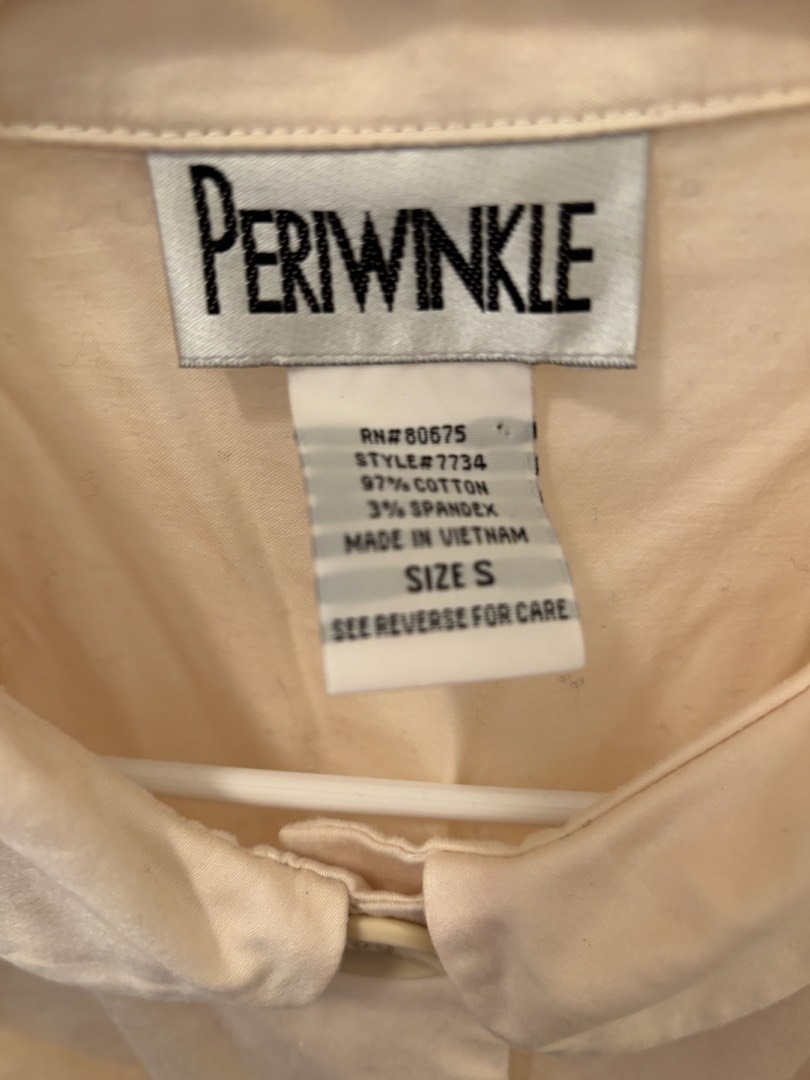 PERIWINKLE
RN#80675
STYLE#7734
97% COTTON
3% SPANDEX
MADE IN VIETNAM
SIZE S
SEE REVERSE FOR CARE